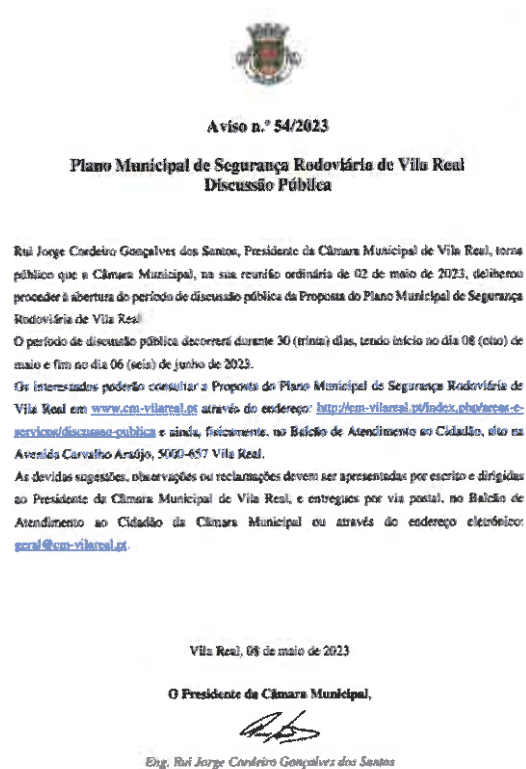 Aviso n.º 54/2023
Plano Municipal de Segurança Rodoviária de Vila Real
Discussão Pública
Rui Jorge Cordeiro Gonçalves dos Santos, Presidente da Câmara Municipal de Vila Real, torna
público que a Câmara Municipal, na sua reunião ordinária de 02 de maio de 2023, deliberou
proceder à abertura do período de discussão pública da Proposta do Plano Municipal de Segurança
Rodoviária de Vila Real
O período de discussão pública decorrerá durante 30 (trinta) dias, tendo início no dia 08 (oito) de
maio e fim no dia 06 (seis) de junho de 2023.
Os interessados poderão consultar a Proposta do Plano Municipal de Segurança Rodoviária de
Vila Real em www.cm-vilareal.pt através do endereço: http://cm-vilareal.pt/index.php/areas-e-
servicos/discussao-publica e ainda, fisicamente, no Balcão de Atendimento ao Cidadão, sito na
Avenida Carvalho Araújo, 5000-657 Vila Real.
As devidas sugestões, observações ou reclamações devem ser apresentadas por escrito e dirigidas
ao Presidente da Câmara Municipal de Vila Real, e entregues por via postal, no Balcão de
Atendimento ao Cidadão da Câmara Municipal ou através do endereço eletrónico:
geral@cm-vilareal.pt.
Vila Real, 08 de maio de 2023
O Presidente da Câmara Municipal,
Eng. Rui Jorge Cordeiro Gonçalves dos Santos